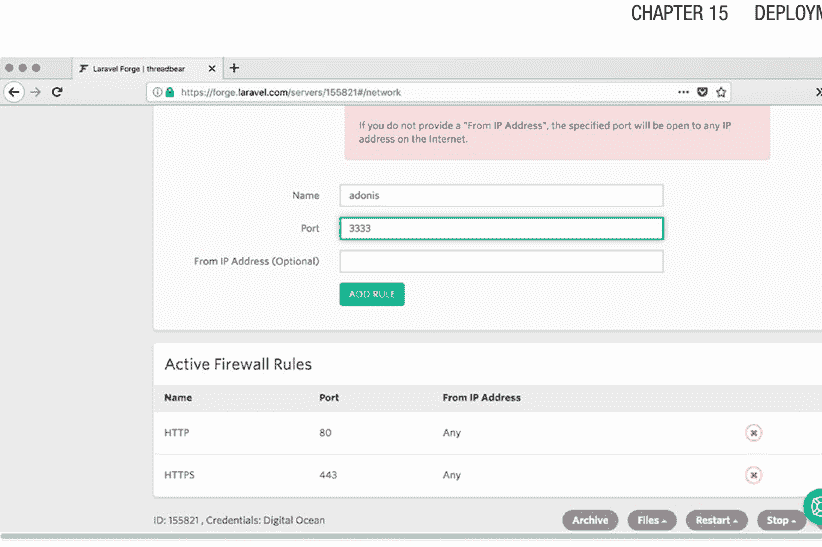 CHAPTER 15 DEPLOYM
Laravel Forge | threadbear
https://forge.laravel.com/servers/155821#/network
If you do not provide a "From IP Address", the specified port will be open to any IP
address on the Internet.
Name adonis
Port 3333
From IP Address (Optional)
ADD RULE
Active Firewall Rules
Name Port From IP Address
HTTP 80 Any
HTTPS 443 Any
ID: 155821 , Credentials: Digital Ocean Archive Files Restart Stop